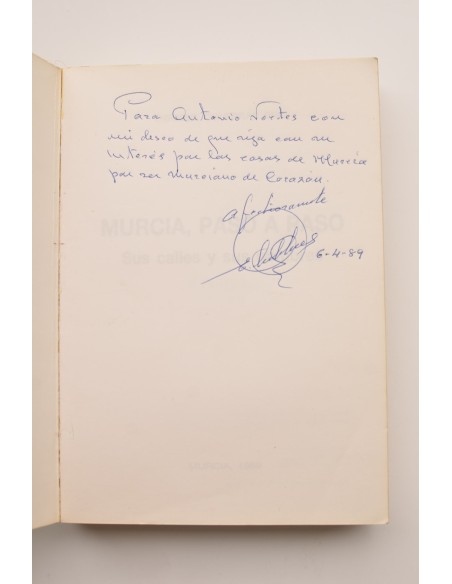 Para Antonio Vertes con
mi deseo de que siga con su
interés por las cosas de Murcia
por ser murciano de Corazón.
afectuosamente
6-4-89
MURCIA, PASO A PASO
Sus calles y